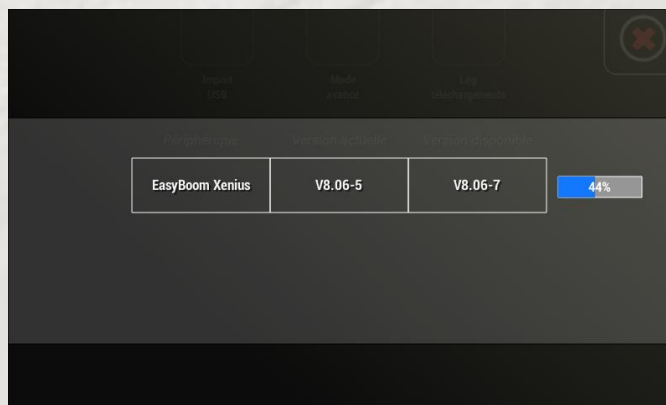 Import Mode Log
USB avancé téléchargements
Périphérique Version actuelle Version disponible
EasyBoom Xenius V8.06-5 V8.06-7 44%